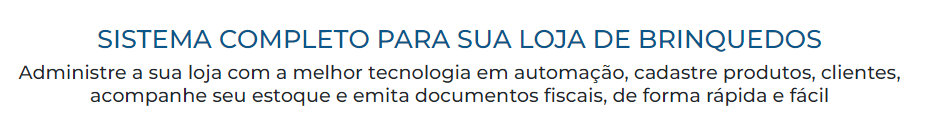 SISTEMA COMPLETO PARA SUA LOJA DE BRINQUEDOS
Administre a sua loja com a melhor tecnologia em automação, cadastre produtos, clientes,
acompanhe seu estoque e emita documentos fiscais, de forma rápida e fácil